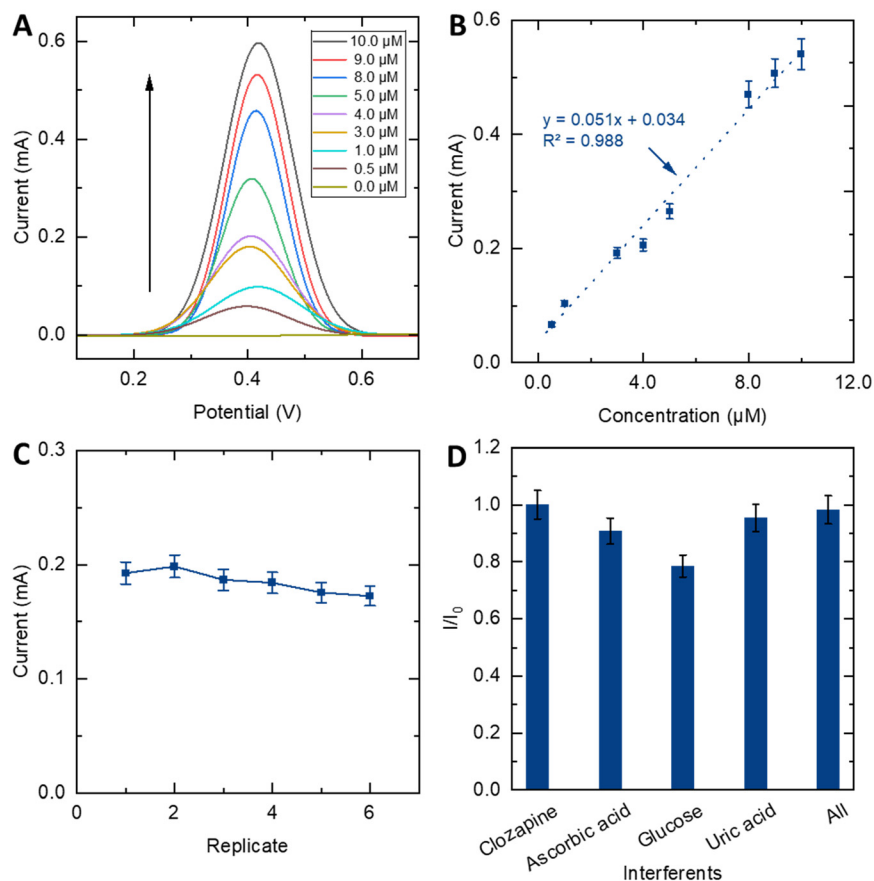 A
0.6
0.4
0.2
0.0
Current (mA)
0.2
0.4
0.6
Potential (V)
10.0 µM
9.0 µM
8.0 µM
5.0 µM
4.0 µM
3.0 µM
1.0 µM
0.5 µM
0.0 µM
B
0.6
0.4
0.2
0.0
Current (mA)
y = 0.051x + 0.034
R² = 0.988
0.0
4.0
8.0
12.0
Concentration (µM)
C
0.3
0.2
0.1
0.0
Current (mA)
0
2
4
6
Replicate
D
1.2
1.0
0.8
0.6
0.4
0.2
0.0
I/I₀
Clozapine
Ascorbic acid
Glucose
Uric acid
All
Interferents